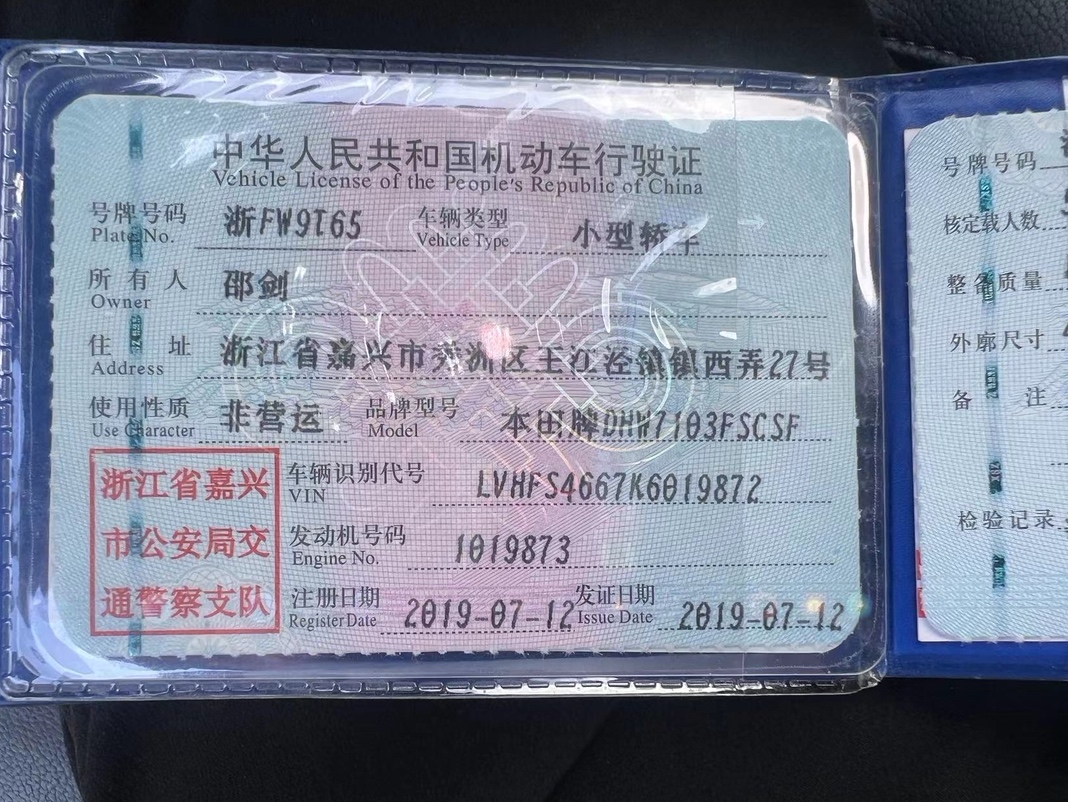 中华人民共和国机动车行驶证
Vehicle License of the People's Republic of China
号牌号码 浙FW9T65 车辆类型 小型轿车
Plate No. Vehicle Type
所有人 邵剑
Owner
住址 浙江省嘉兴市秀洲区王江泾镇镇西弄27号
Address
使用性质 非营运 品牌型号 本田牌DHW7103FSCSF
Use Character Model
浙江省嘉兴
市公安局交
通警察支队
车辆识别代号 LVHFS4667K6019872
VIN
发动机号码 1019873
Engine No.
注册日期 2019-07-12 发证日期 2019-07-12
Register Date Issue Date
号牌号码
核定载人数
整备质量
外廓尺寸
备注
检验记录